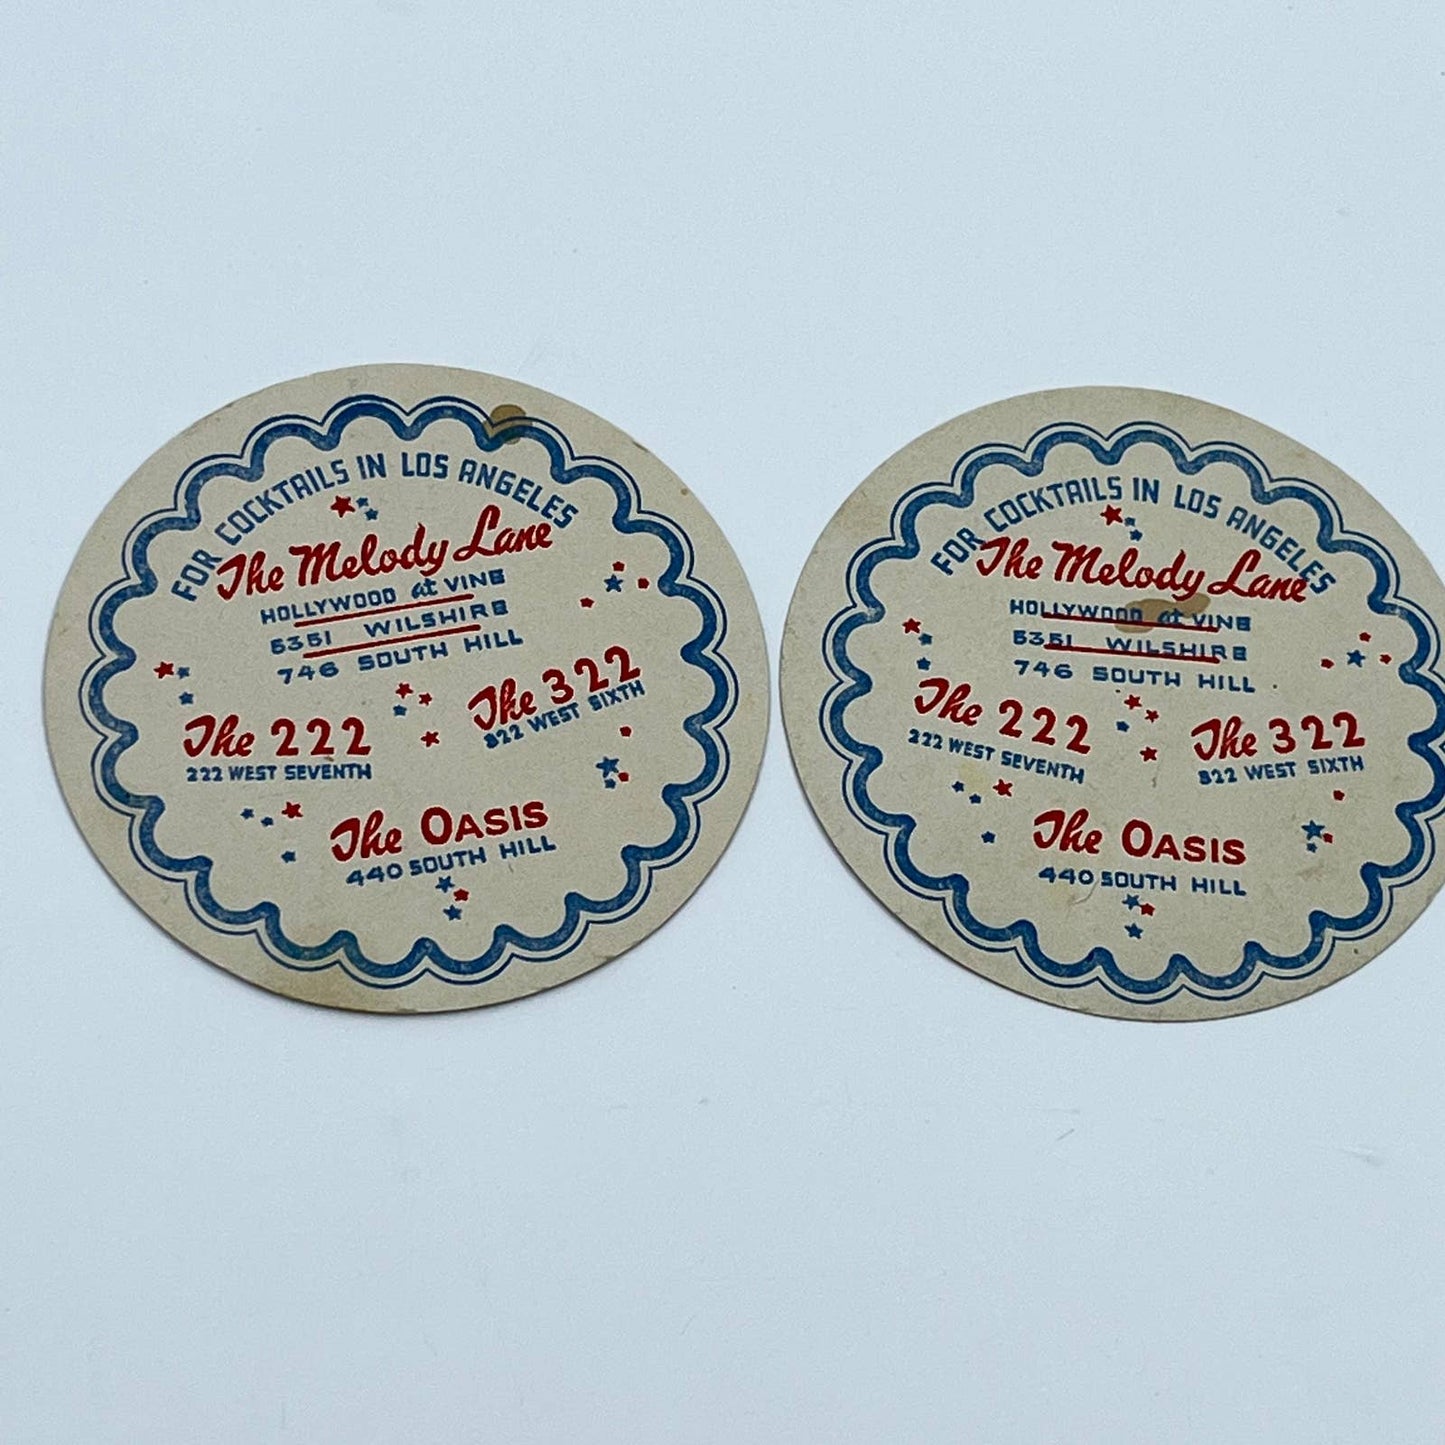 FOR COCKTAILS IN LOS ANGELES
The Melody Lane
HOLLYWOOD at VINE
5351 WILSHIRE
746 SOUTH HILL
The 222
222 WEST SEVENTH
The 322
322 WEST SIXTH
The OASIS
440 SOUTH HILL
FOR COCKTAILS IN LOS ANGELES
The Melody Lane
HOLLYWOOD at VINE
5351 WILSHIRE
746 SOUTH HILL
The 222
222 WEST SEVENTH
The 322
322 WEST SIXTH
The OASIS
440 SOUTH HILL